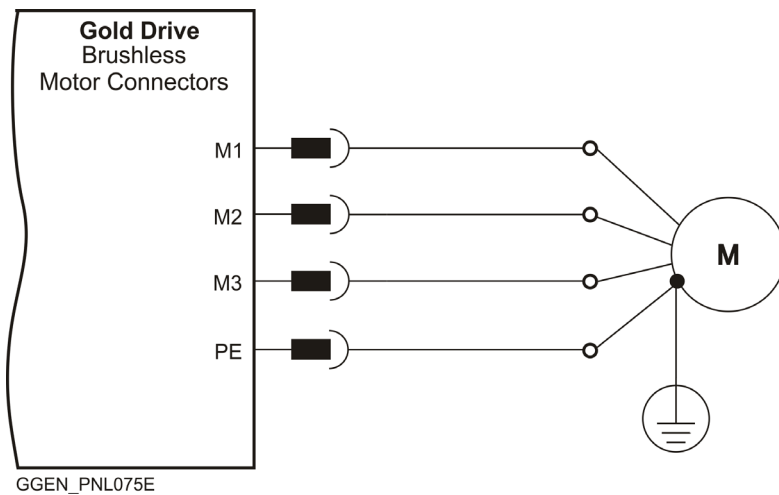 Gold Drive
Brushless
Motor Connectors
M1
M2
M
M3
PE
GGEN_PNL075E